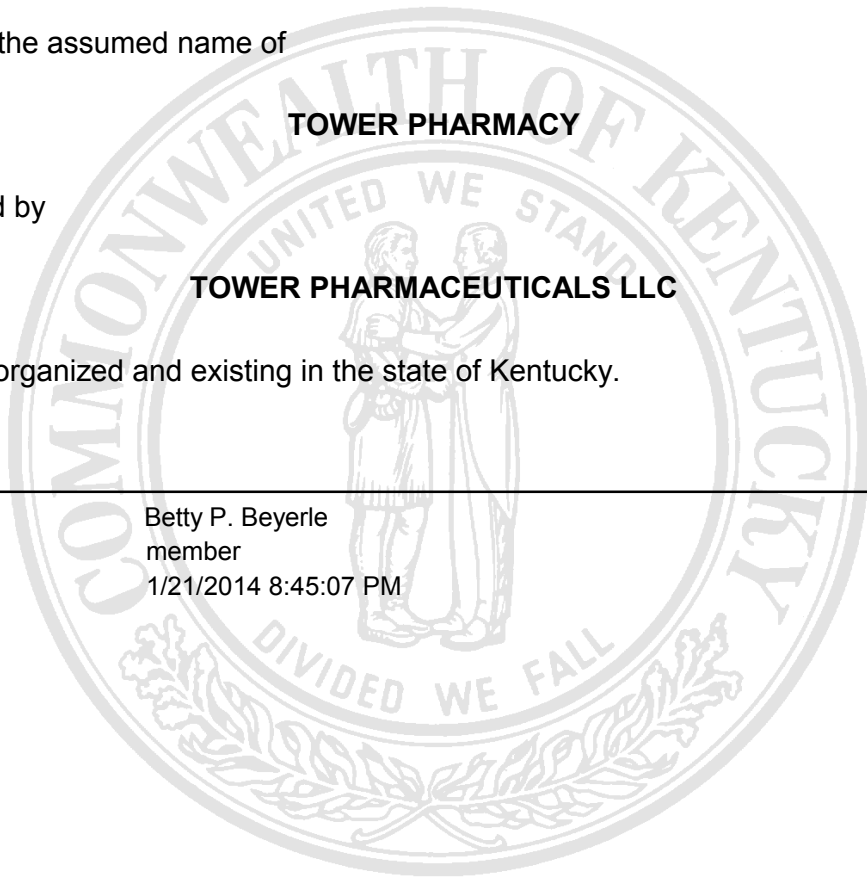 the assumed name of
TOWER PHARMACY
d by
TOWER PHARMACEUTICALS LLC
organized and existing in the state of Kentucky.
Betty P. Beyerle
member
1/21/2014 8:45:07 PM
COMMONWEALTH OF KENTUCKY
UNITED WE STAND
DIVIDED WE FALL